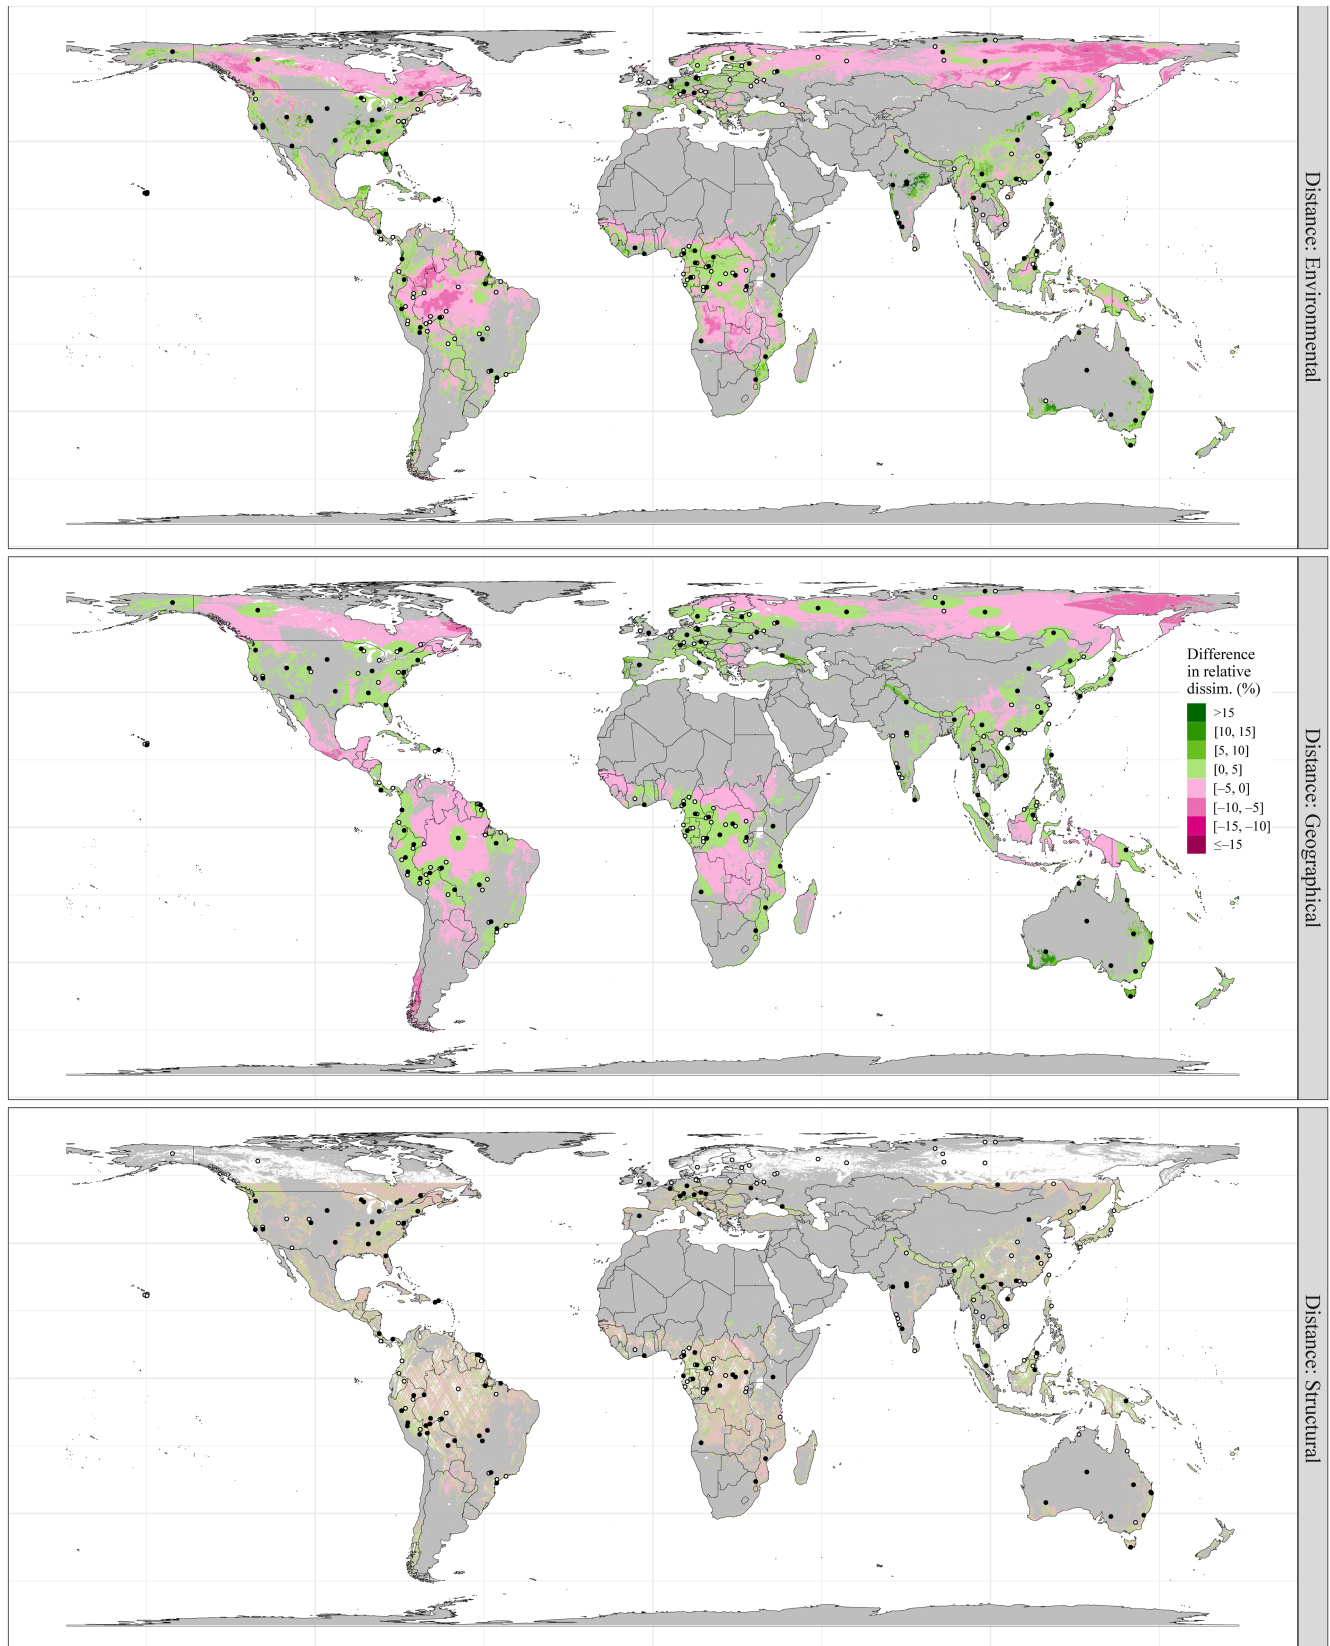 Distance: Environmental
Difference
in relative
dissim. (%)
>15
[10, 15]
[5, 10]
[0, 5]
[–5, 0]
[–10, –5]
[–15, –10]
≤–15
Distance: Geographical
Distance: Structural